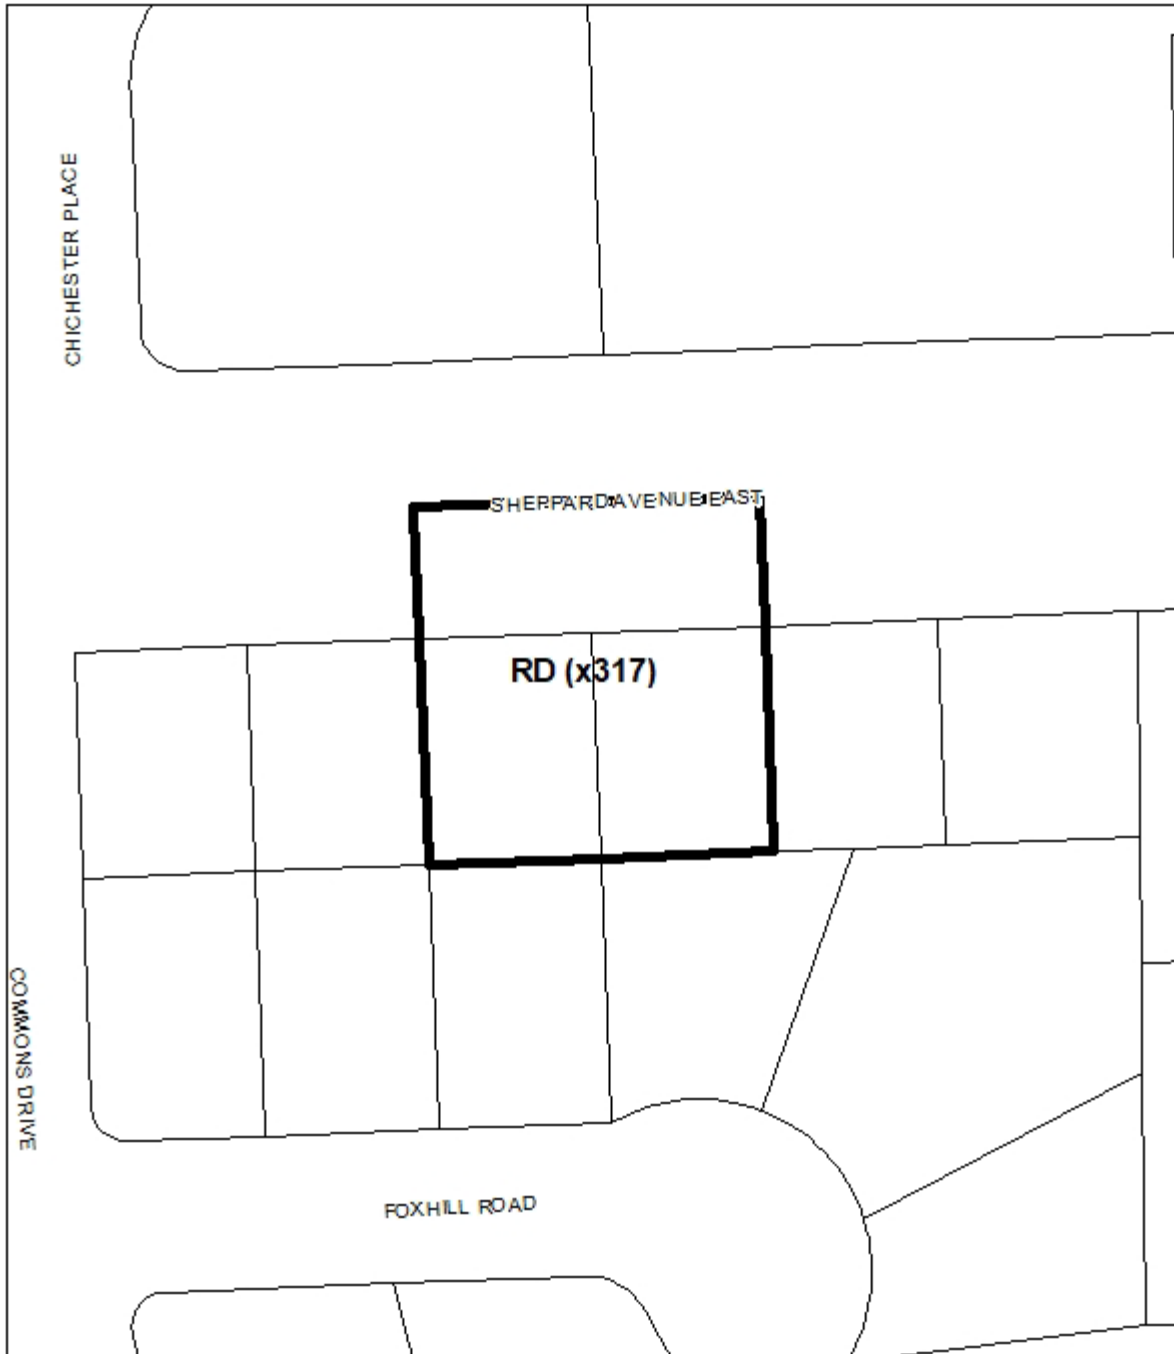 CHICHESTER PLACE
SHEPPARD AVENUE EAST
RD (x317)
COMMONS DRIVE
FOXHILL ROAD